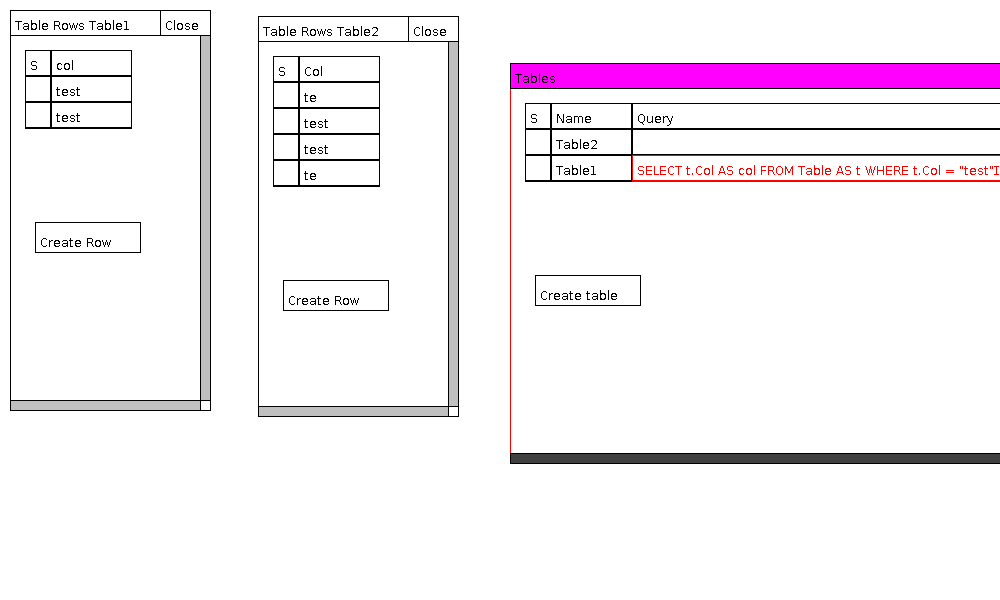 Table Rows Table1 Close
S col
test
test
Create Row
Table Rows Table2 Close
S Col
te
test
test
te
Create Row
Tables
S Name Query
Table2
Table1 SELECT t.Col AS col FROM Table AS t WHERE t.Col = "test"I
Create table